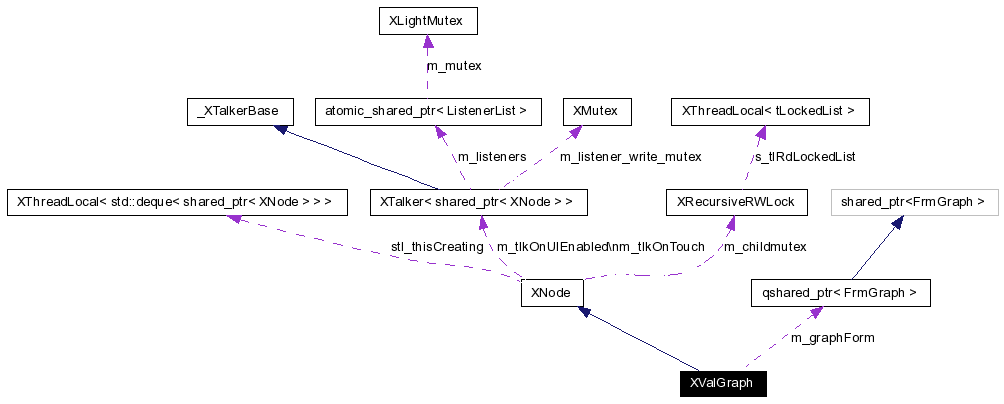 XLightMutex
m_mutex
_XTalkerBase
atomic_shared_ptr< ListenerList >
XMutex
XThreadLocal< tLockedList >
m_listeners
m_listener_write_mutex
s_tlRdLockedList
XThreadLocal< std::deque< shared_ptr< XNode > > >
XTalker< shared_ptr< XNode > >
XRecursiveRWLock
shared_ptr<FrmGraph >
stl_thisCreating
m_tlkOnUIEnabled\nm_tlkOnTouch
m_childmutex
XNode
qshared_ptr< FrmGraph >
m_graphForm
XValGraph